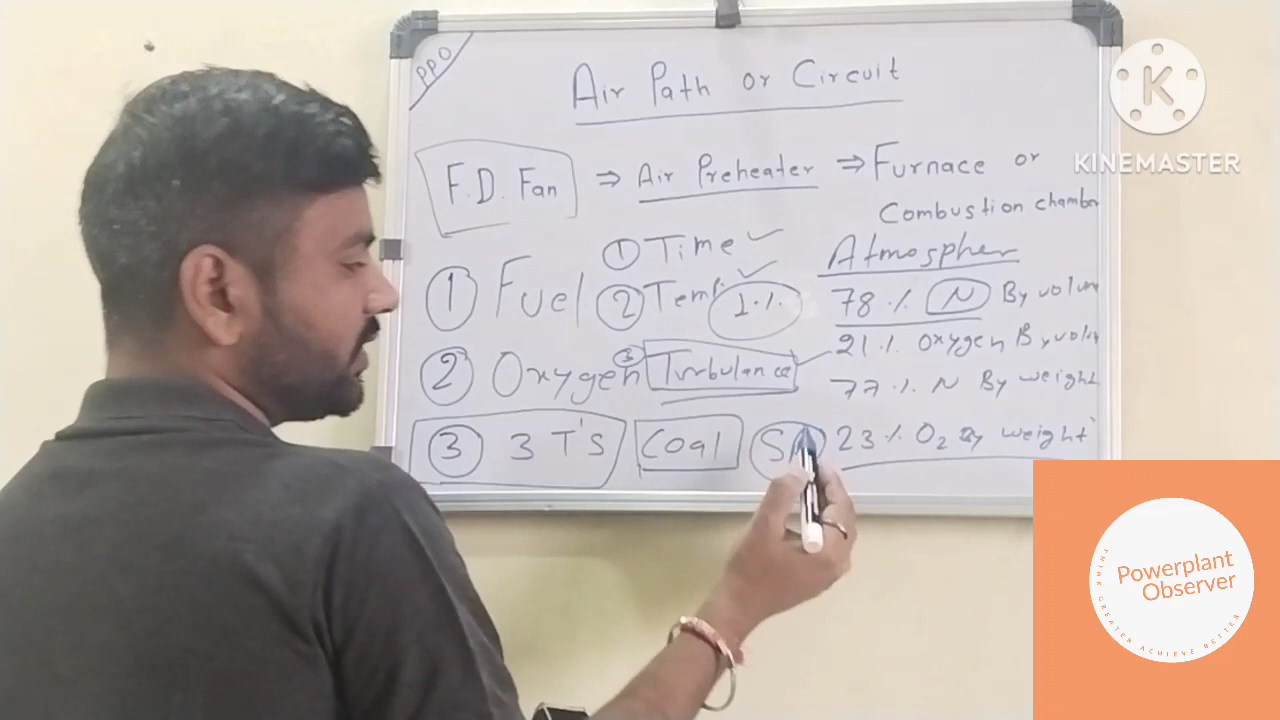 PPO
Air Path or Circuit
F.D. Fan ⇒ Air Preheater ⇒ Furnace or
Combustion chamber
① Time ✓
② Temp ✓
1%
③ Turbulance
① Fuel
② Oxygen
③ 3 T's
Coal
Atmospher
78 % N By volum
21 % Oxygen By volum
77 % N By weight
23 % O2 By weight
K
KINEMASTER
Powerplant
Observer
THINK GREATER ACHIEVE BETTER